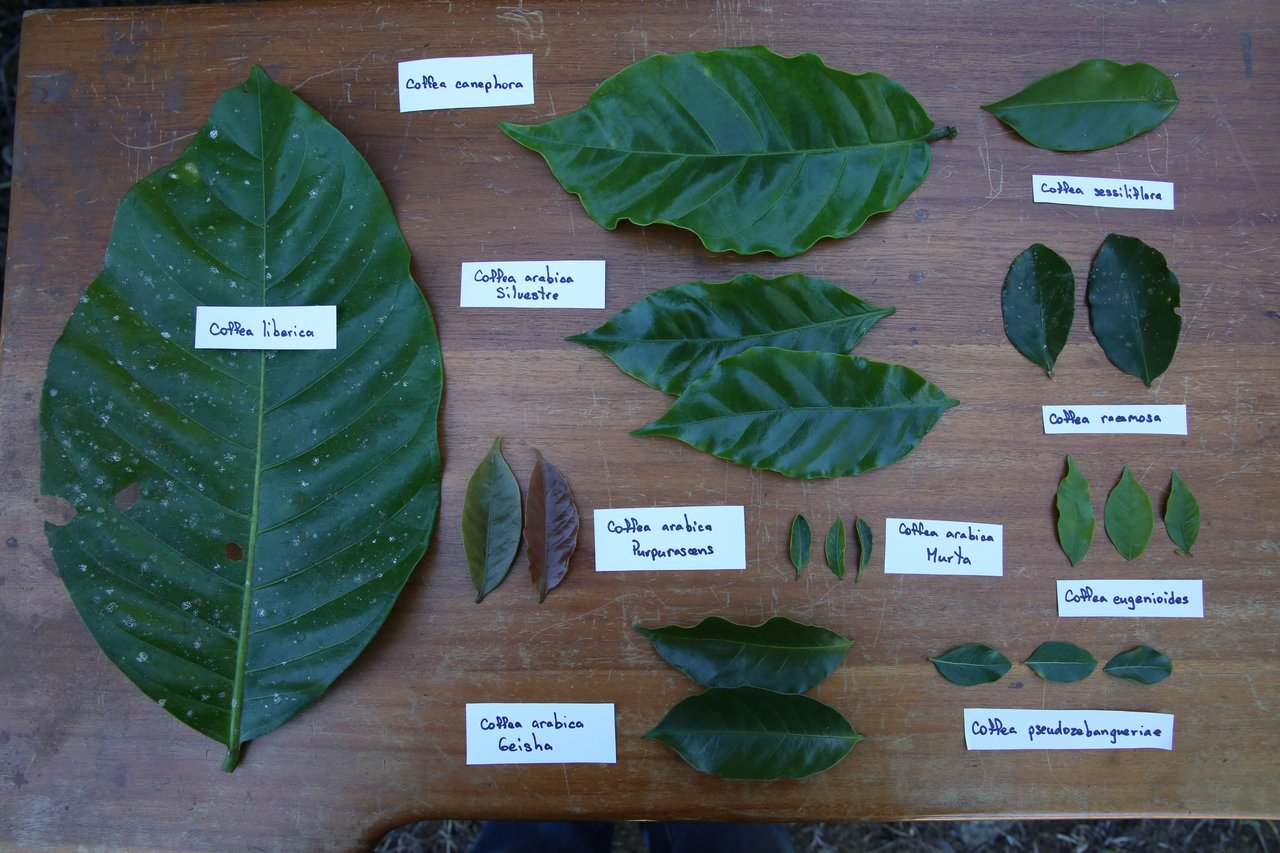 Coffea canephora
Coffea sessiliflora
Coffea arabica
Silvestre
Coffea liberica
Coffea racemosa
Coffea arabica
Purpurascens
Coffea arabica
Murta
Coffea eugenioides
Coffea arabica
Geisha
Coffea pseudozebangueriae